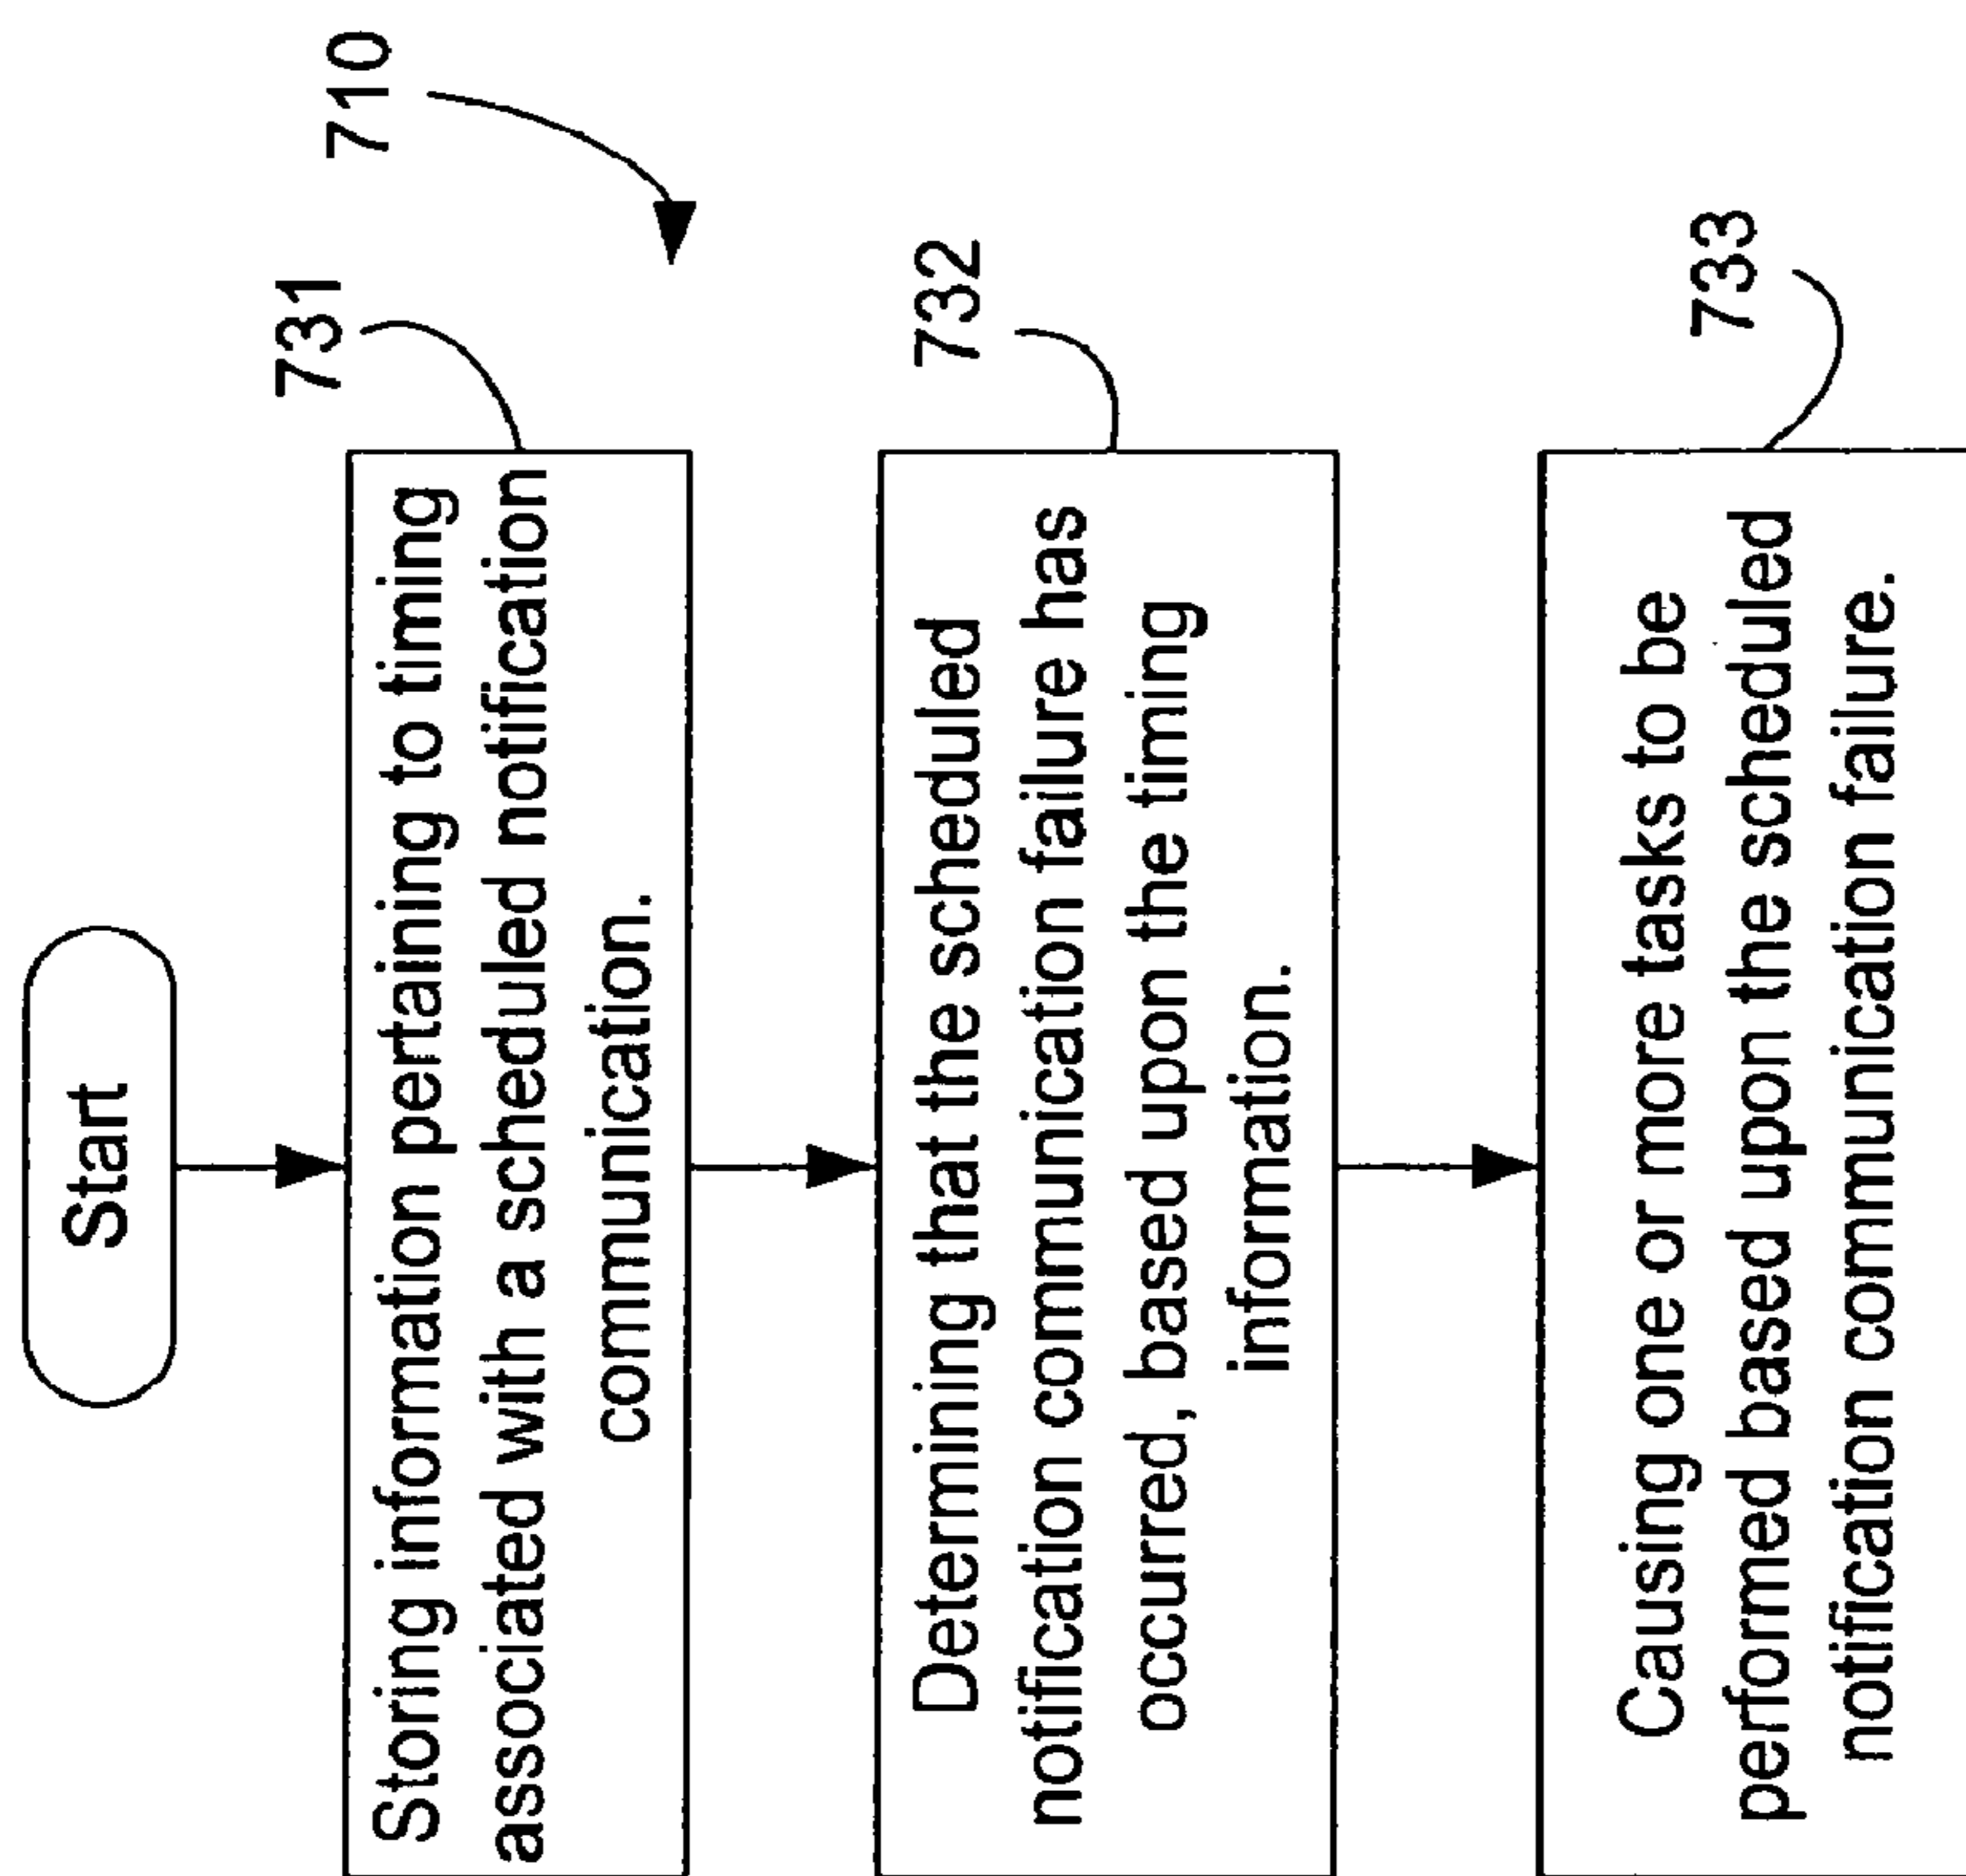 Start
710
731
Storing information pertaining to timing
associated with a scheduled notification
communication.
732
Determining that the scheduled
notification communication failure has
occurred, based upon the timing
information.
733
Causing one or more tasks to be
performed based upon the scheduled
notification communication failure.